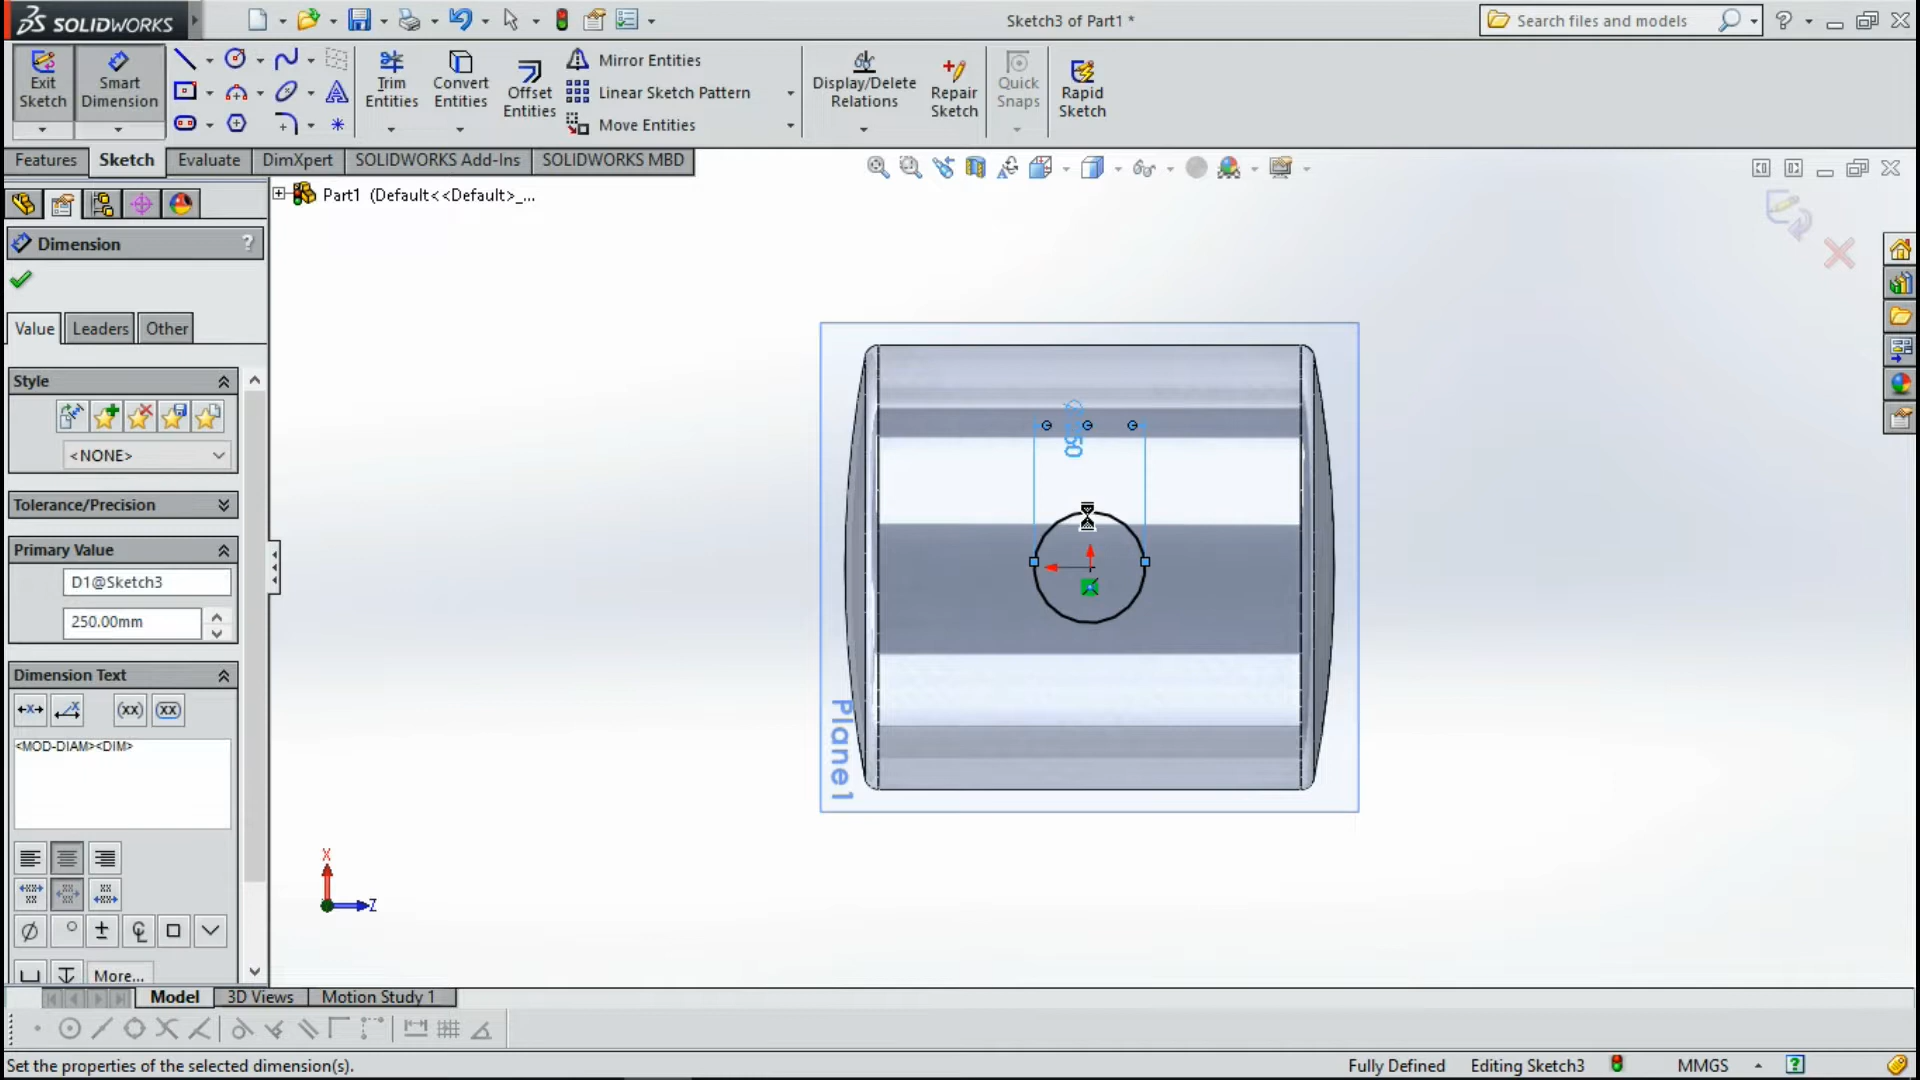 SOLIDWORKS
Sketch3 of Part1 *
Search files and models
Exit Sketch
Smart Dimension
Trim Entities
Convert Entities
Offset Entities
Mirror Entities
Linear Sketch Pattern
Move Entities
Display/Delete Relations
Repair Sketch
Quick Snaps
Rapid Sketch
Features
Sketch
Evaluate
DimXpert
SOLIDWORKS Add-Ins
SOLIDWORKS MBD
Part1 (Default<<Default>_...
Dimension
?
Value
Leaders
Other
Style
<NONE>
Tolerance/Precision
Primary Value
D1@Sketch3
250.00mm
Dimension Text
(xx)
(xx)
<MOD-DIAM><DIM>
More...
Plane1
X
Z
Model
3D Views
Motion Study 1
Set the properties of the selected dimension(s).
Fully Defined
Editing Sketch3
MMGS